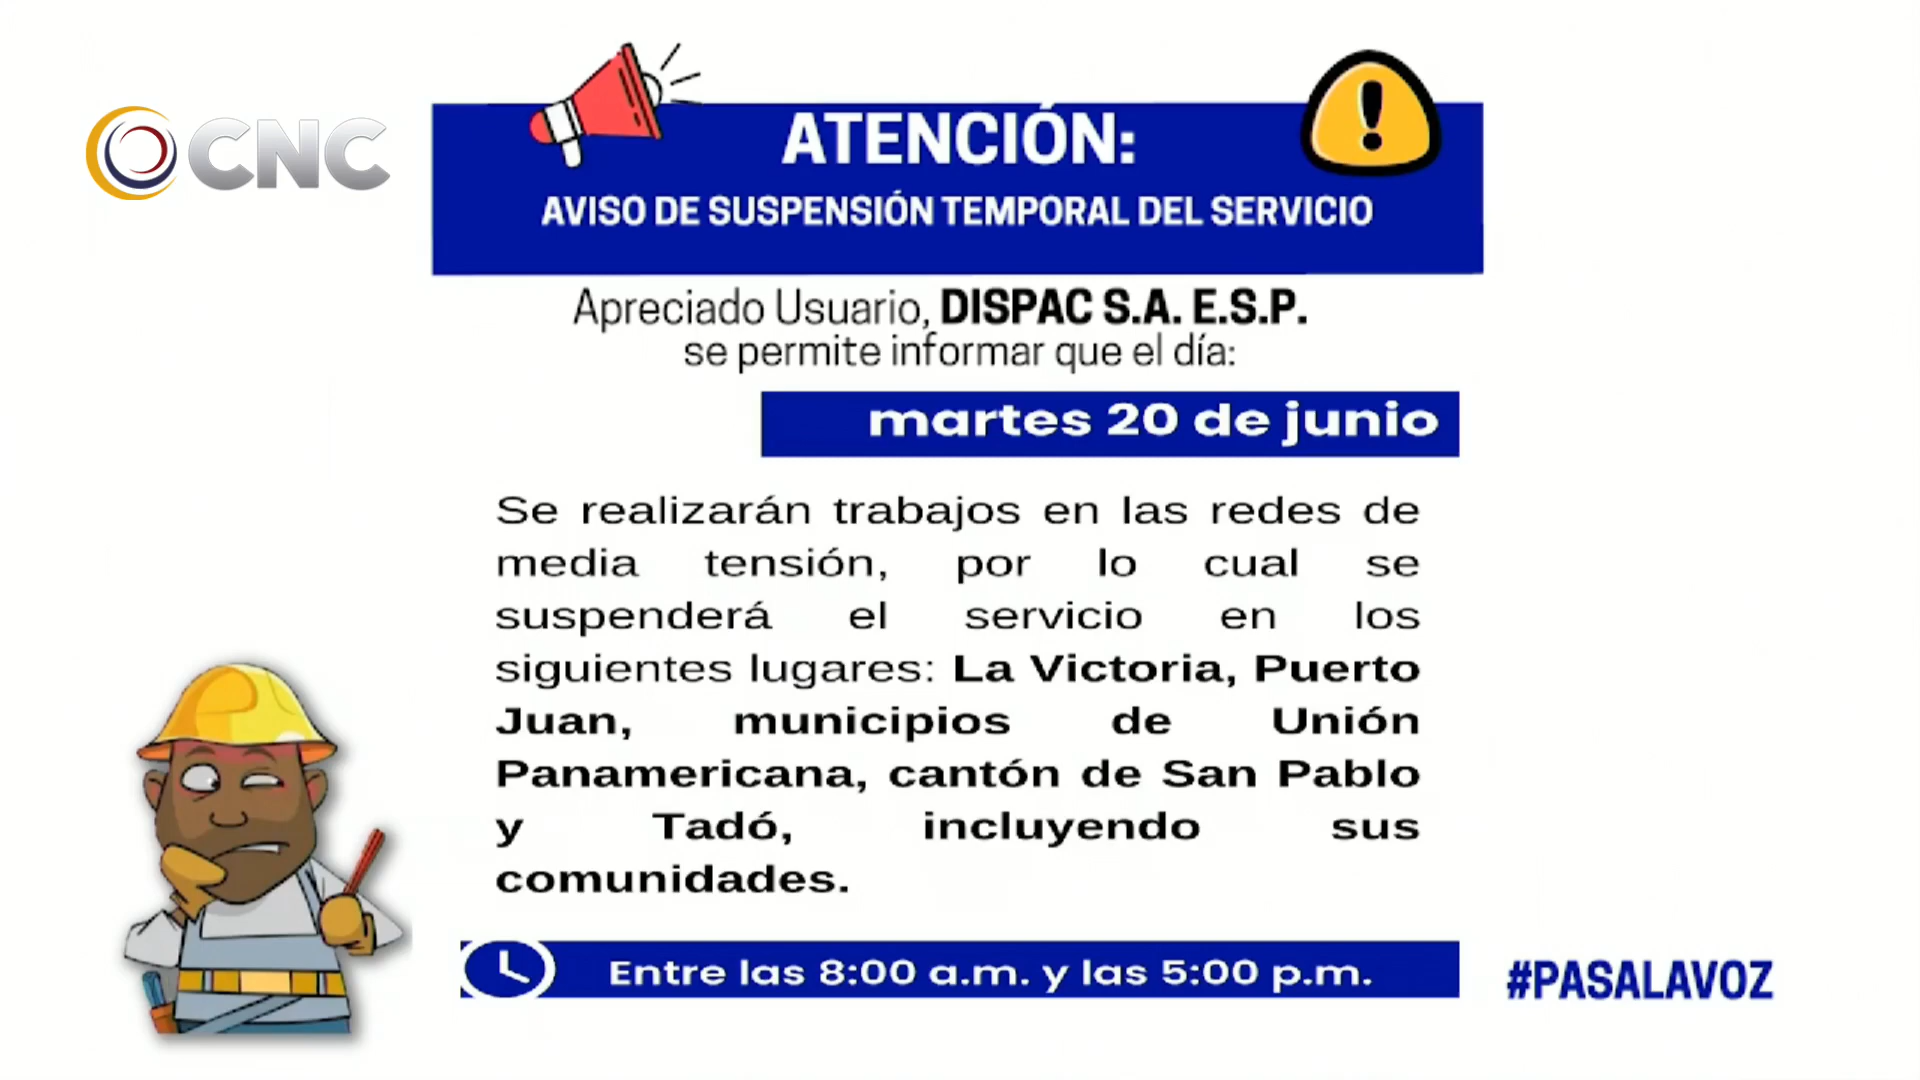 CNC
ATENCIÓN:
AVISO DE SUSPENSIÓN TEMPORAL DEL SERVICIO
Apreciado Usuario, DISPAC S.A. E.S.P.
se permite informar que el día:
martes 20 de junio
Se realizarán trabajos en las redes de
media tensión, por lo cual se
suspenderá el servicio en los
siguientes lugares: La Victoria, Puerto
Juan, municipios de Unión
Panamericana, cantón de San Pablo
y Tadó, incluyendo sus
comunidades.
Entre las 8:00 a.m. y las 5:00 p.m.
#PASALAVOZ